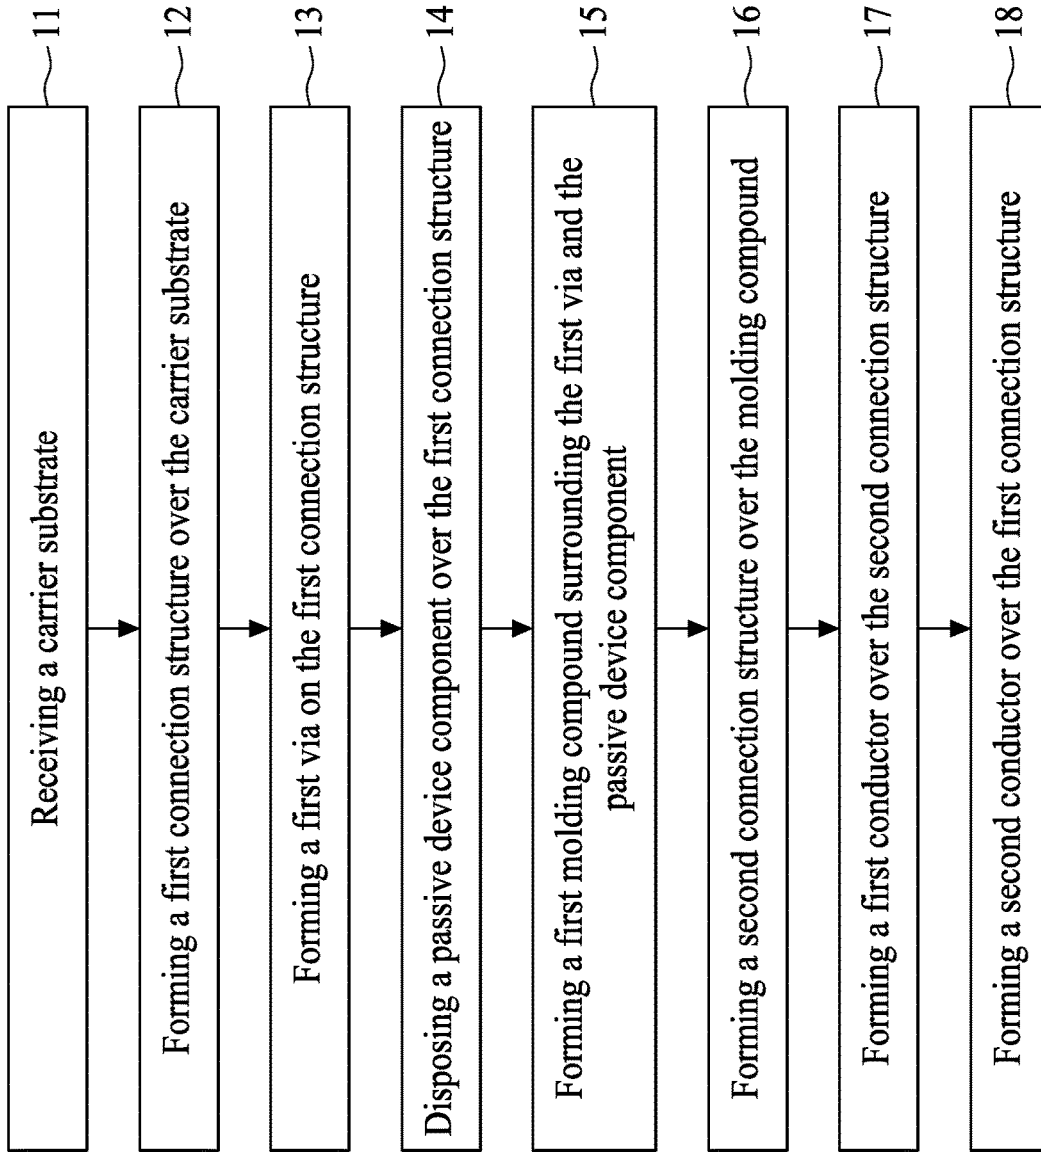 Receiving a carrier substrate
11
Forming a first connection structure over the carrier substrate
12
Forming a first via on the first connection structure
13
Disposing a passive device component over the first connection structure
14
Forming a first molding compound surrounding the first via and the
passive device component
15
Forming a second connection structure over the molding compound
16
Forming a first conductor over the second connection structure
17
Forming a second conductor over the first connection structure
18